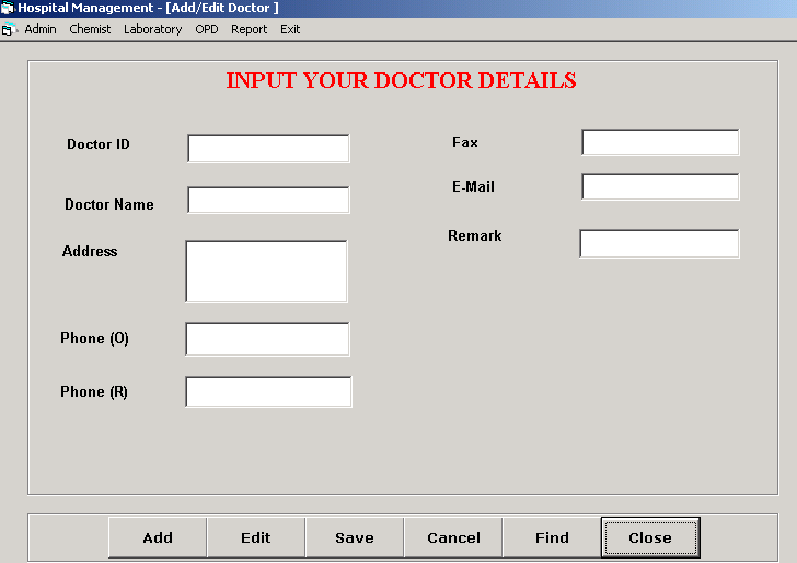 Hospital Management - [Add/Edit Doctor ]
Admin Chemist Laboratory OPD Report Exit
INPUT YOUR DOCTOR DETAILS
Doctor ID
Doctor Name
Address
Phone (O)
Phone (R)
Fax
E-Mail
Remark
Add Edit Save Cancel Find Close